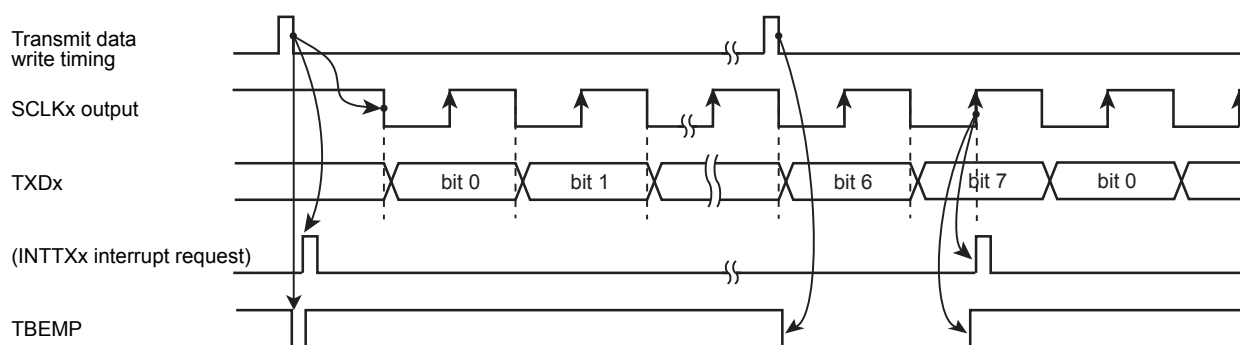 Transmit data
write timing
SCLKx output
TXDx
bit 0
bit 1
bit 6
bit 7
bit 0
(INTTXx interrupt request)
TBEMP